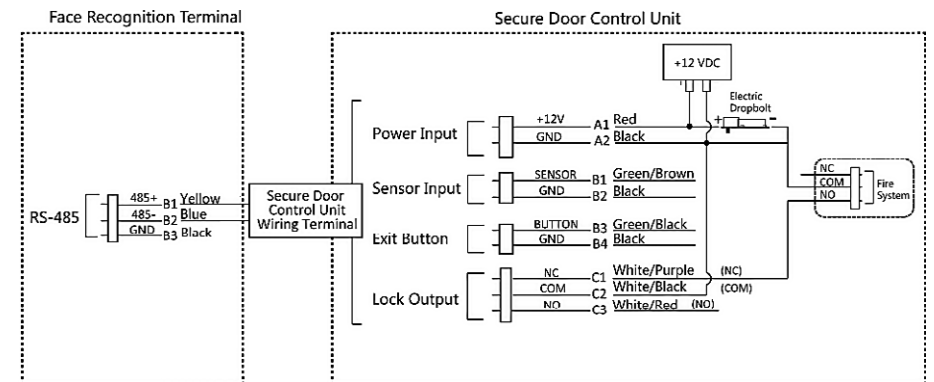 Face Recognition Terminal
Secure Door Control Unit
+12 VDC
Electric
Dropbolt
+ -
Power Input
+12V A1 Red
GND A2 Black
Sensor Input
SENSOR B1 Green/Brown
GND B2 Black
NC
COM
NO
Fire
System
RS-485
485+ B1 Yellow
485- B2 Blue
GND B3 Black
Secure Door
Control Unit
Wiring Terminal
Exit Button
BUTTON B3 Green/Black
GND B4 Black
Lock Output
NC C1 White/Purple (NC)
COM C2 White/Black (COM)
NO C3 White/Red (NO)